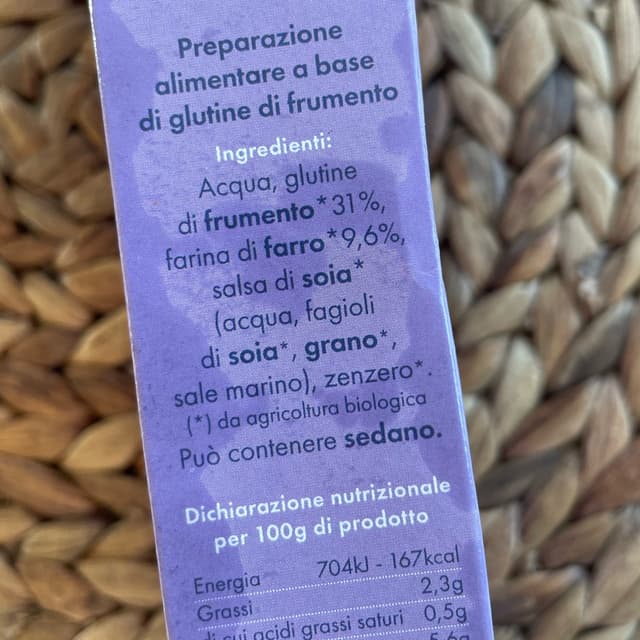 Preparazione
alimentare a base
di glutine di frumento
Ingredienti:
Acqua, glutine
di frumento* 31%,
farina di farro* 9,6%,
salsa di soia*
(acqua, fagioli
di soia*, grano*,
sale marino), zenzero*.
(*) da agricoltura biologica
Può contenere sedano.
Dichiarazione nutrizionale
per 100g di prodotto
Energia 704kJ - 167kcal
Grassi 2,3g
di cui acidi grassi saturi 0,5g